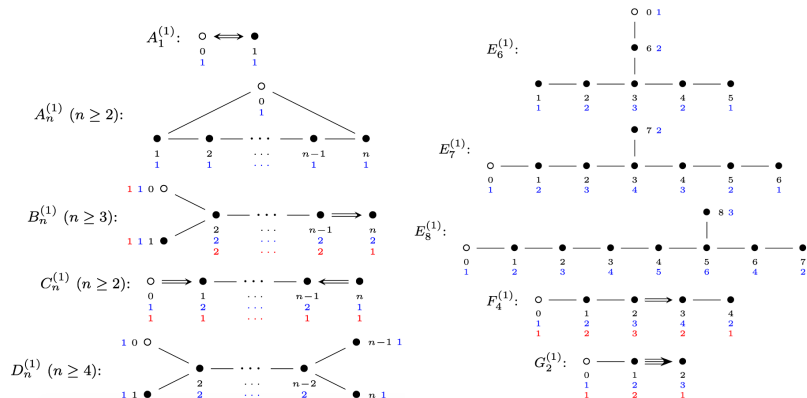 A_1^{(1)}:
0 1
1 1
A_n^{(1)} (n ≥ 2):
0
1
1 2 ··· n−1 n
1 1 ··· 1 1
B_n^{(1)} (n ≥ 3):
1 1 0
1 1 1
2 ··· n−1 n
2 ··· 2 2
2 ··· 2 1
C_n^{(1)} (n ≥ 2):
0 1 ··· n−1 n
1 2 ··· 2 1
1 1 ··· 1 1
D_n^{(1)} (n ≥ 4):
1 0
n−1 1
2 ··· n−2
2 ··· 2
1 1
n 1
E_6^{(1)}:
0 1
6 2
1 2 3 4 5
1 2 3 2 1
E_7^{(1)}:
7 2
0 1 2 3 4 5 6
1 2 3 4 3 2 1
E_8^{(1)}:
8 3
0 1 2 3 4 5 6 7
1 2 3 4 5 6 4 2
F_4^{(1)}:
0 1 2 3 4
1 2 3 4 2
1 2 3 2 1
G_2^{(1)}:
0 1 2
1 2 3
1 2 1